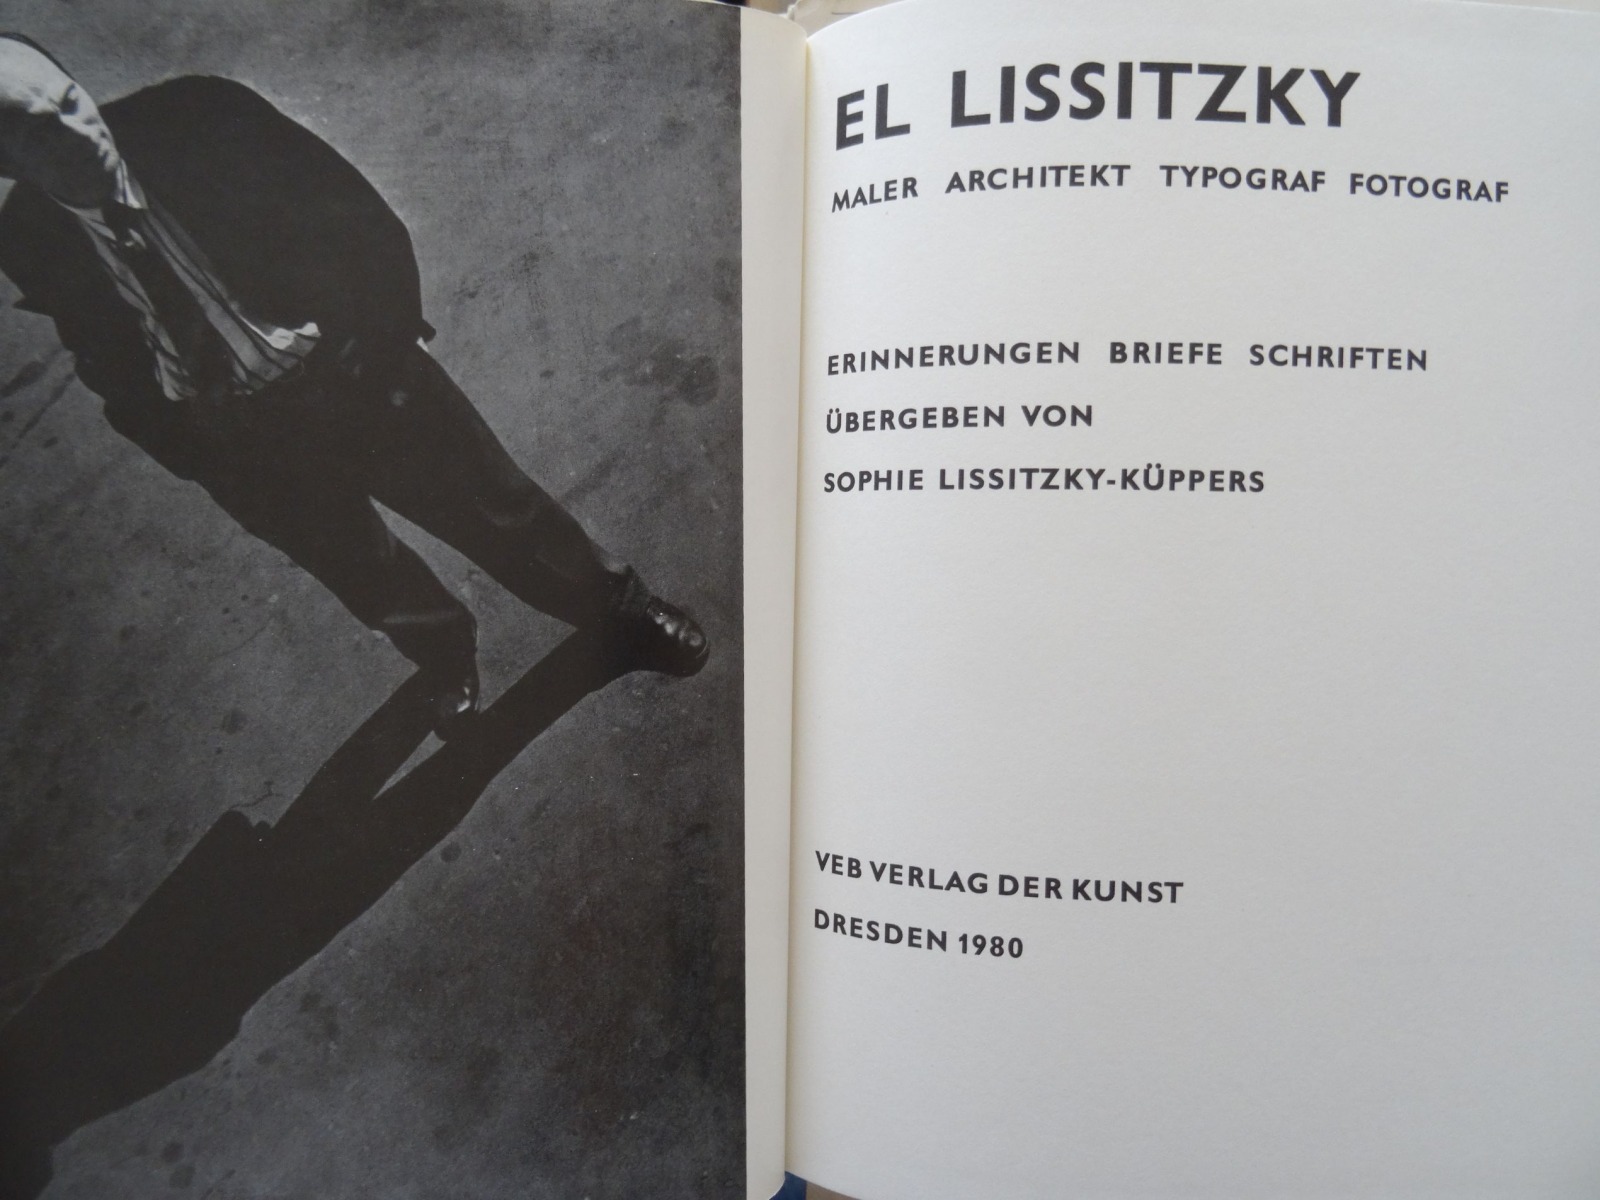 EL LISSITZKY
MALER ARCHITEKT TYPOGRAF FOTOGRAF
ERINNERUNGEN BRIEFE SCHRIFTEN
ÜBERGEBEN VON
SOPHIE LISSITZKY-KÜPPERS
VEB VERLAG DER KUNST
DRESDEN 1980